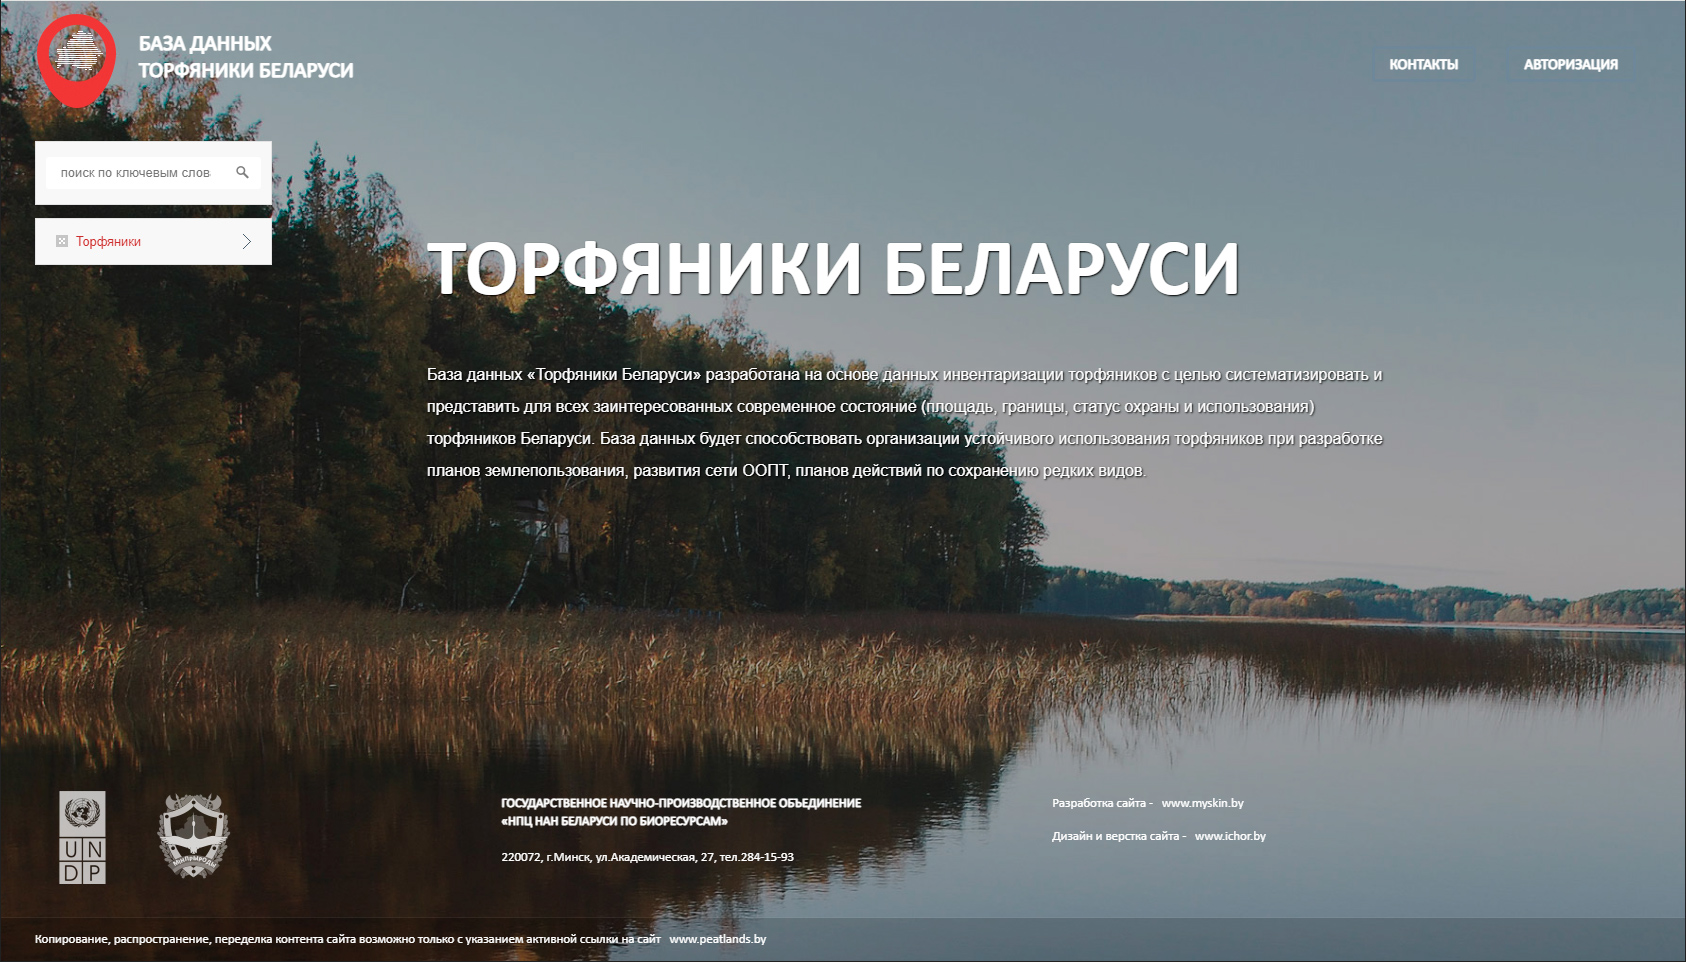 БАЗА ДАННЫХ
ТОРФЯНИКИ БЕЛАРУСИ
КОНТАКТЫ
АВТОРИЗАЦИЯ
поиск по ключевым слов
Торфяники
ТОРФЯНИКИ БЕЛАРУСИ
База данных «Торфяники Беларуси» разработана на основе данных инвентаризации торфяников с целью систематизировать и
представить для всех заинтересованных современное состояние (площадь, границы, статус охраны и использования)
торфяников Беларуси. База данных будет способствовать организации устойчивого использования торфяников при разработке
планов землепользования, развития сети ООПТ, планов действий по сохранению редких видов.
UN
DP
МІНПРЫРОДЫ
ГОСУДАРСТВЕННОЕ НАУЧНО-ПРОИЗВОДСТВЕННОЕ ОБЪЕДИНЕНИЕ
«НПЦ НАН БЕЛАРУСИ ПО БИОРЕСУРСАМ»
220072, г.Минск, ул.Академическая, 27, тел.284-15-93
Разработка сайта - www.myskin.by
Дизайн и верстка сайта - www.ichor.by
Копирование, распространение, переделка контента сайта возможно только с указанием активной ссылки на сайт www.peatlands.by